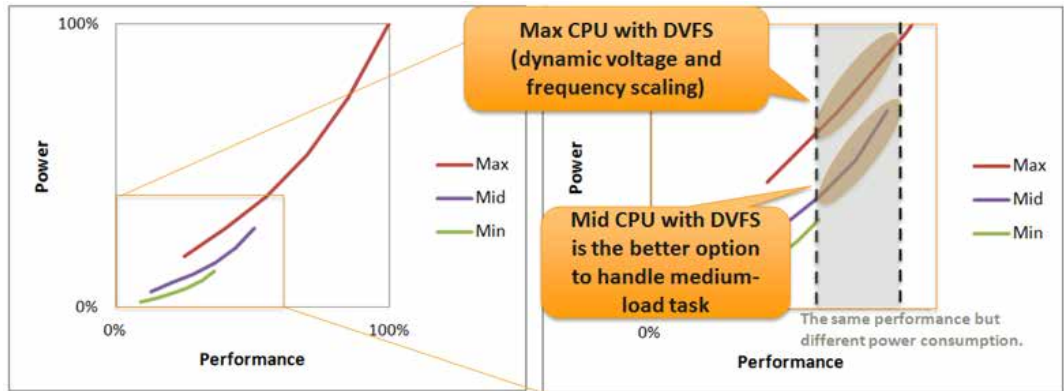 100%
Power
0%
0%
100%
Performance
Max
Mid
Min
Max CPU with DVFS
(dynamic voltage and
frequency scaling)
Power
Mid CPU with DVFS
is the better option
to handle medium-
load task
Max
Mid
Min
0%
The same performance but
different power consumption.
Performance